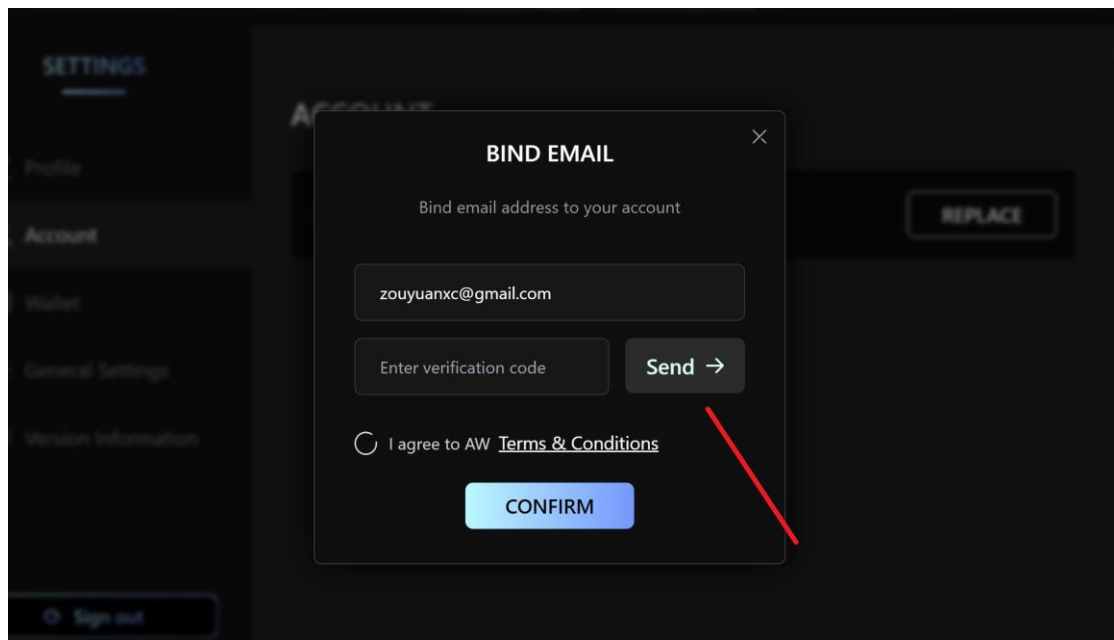 SETTINGS
Profile
Account
Wallet
General Settings
Version Information
Sign out
ACCOUNT
REPLACE
BIND EMAIL
Bind email address to your account
zouyuanxc@gmail.com
Enter verification code
Send →
I agree to AW Terms & Conditions
CONFIRM